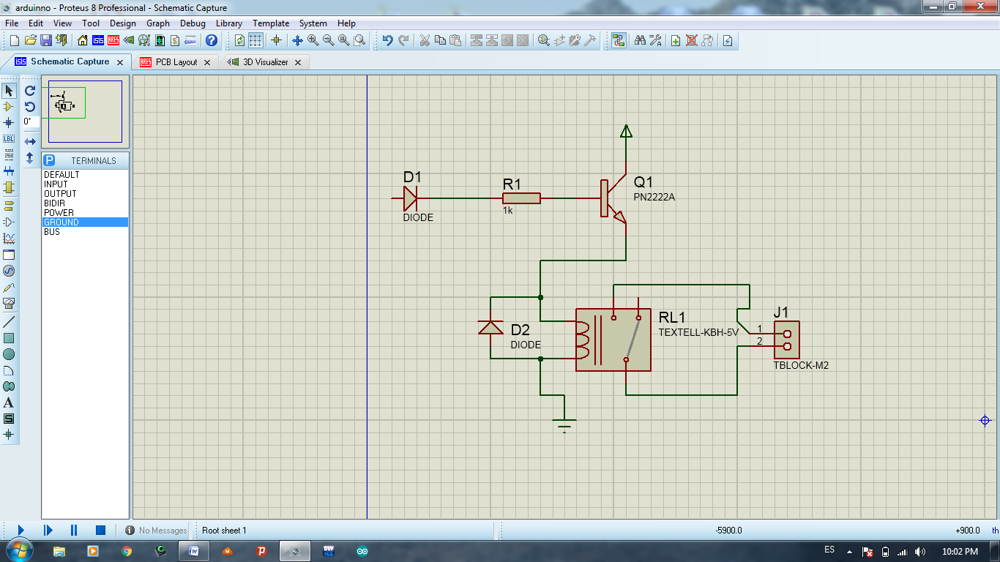 arduinno - Proteus 8 Professional - Schematic Capture
File Edit View Tool Design Graph Debug Library Template System Help
Schematic Capture
PCB Layout
3D Visualizer
0°
LBL
P TERMINALS
DEFAULT
INPUT
OUTPUT
BIDIR
POWER
GROUND
BUS
A
S
D1
DIODE
R1
1k
Q1
PN2222A
D2
DIODE
RL1
TEXTELL-KBH-5V
J1
1
2
TBLOCK-M2
No Messages
Root sheet 1
-5900.0
+900.0
th
ES
10:02 PM